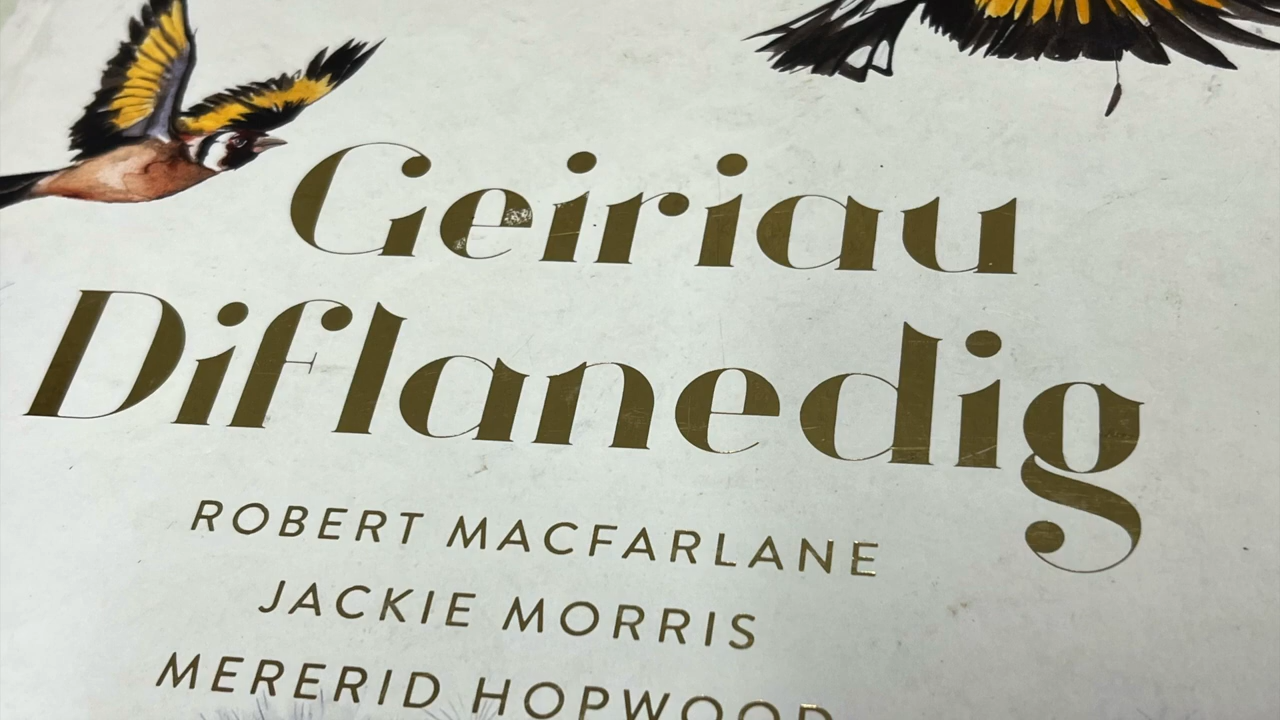 Geiriau
Diflanedig
ROBERT MACFARLANE
JACKIE MORRIS
MERERID HOPWOOD